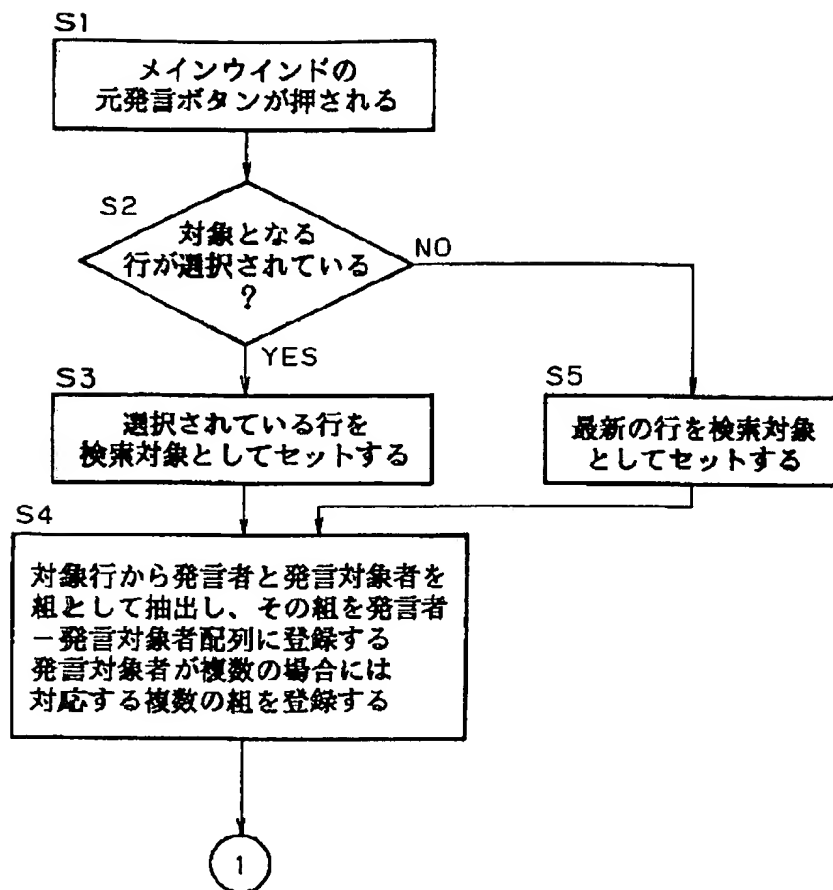 S1
メインウインドの
元発言ボタンが押される
S2
対象となる
行が選択されている
?
NO
YES
S3
選択されている行を
検索対象としてセットする
S5
最新の行を検索対象
としてセットする
S4
対象行から発言者と発言対象者を
組として抽出し、その組を発言者
－発言対象者配列に登録する
発言対象者が複数の場合には
対応する複数の組を登録する
1